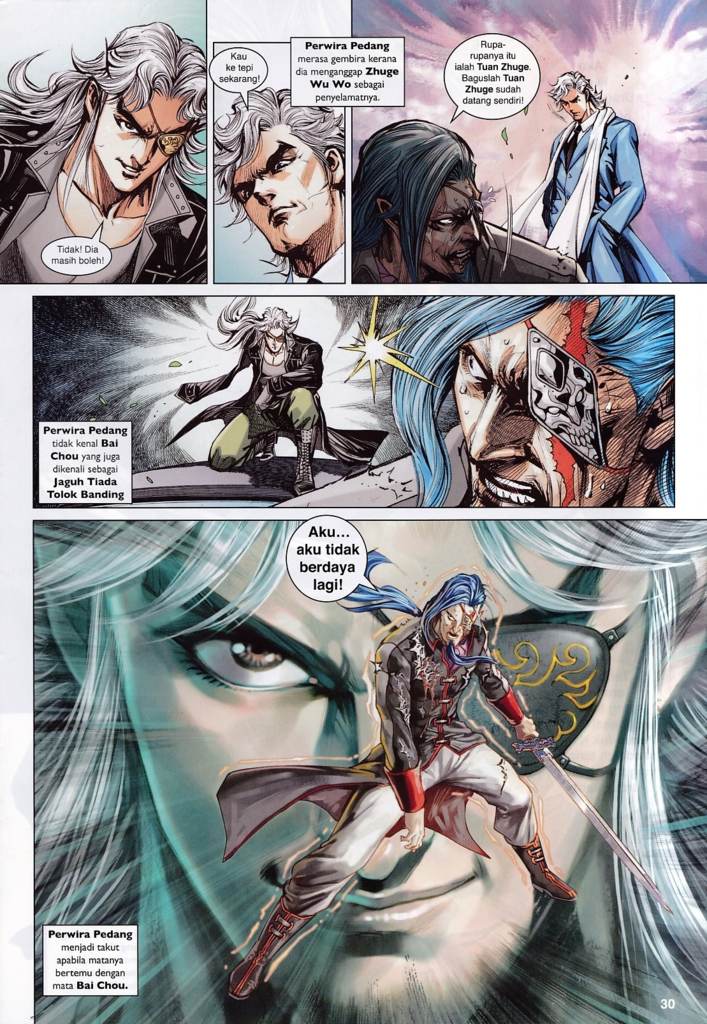 Tidak! Dia
masih boleh!
Kau
ke tepi
sekarang!
Perwira Pedang
merasa gembira kerana
dia menganggap Zhuge
Wu Wo sebagai
penyelamatnya.
Rupa-
rupanya itu
ialah Tuan Zhuge.
Baguslah Tuan
Zhuge sudah
datang sendiri!
Perwira Pedang
tidak kenal Bai
Chou yang juga
dikenali sebagai
Jaguh Tiada
Tolok Banding
Aku...
aku tidak
berdaya
lagi!
Perwira Pedang
menjadi takut
apabila matanya
bertemu dengan
mata Bai Chou.
30